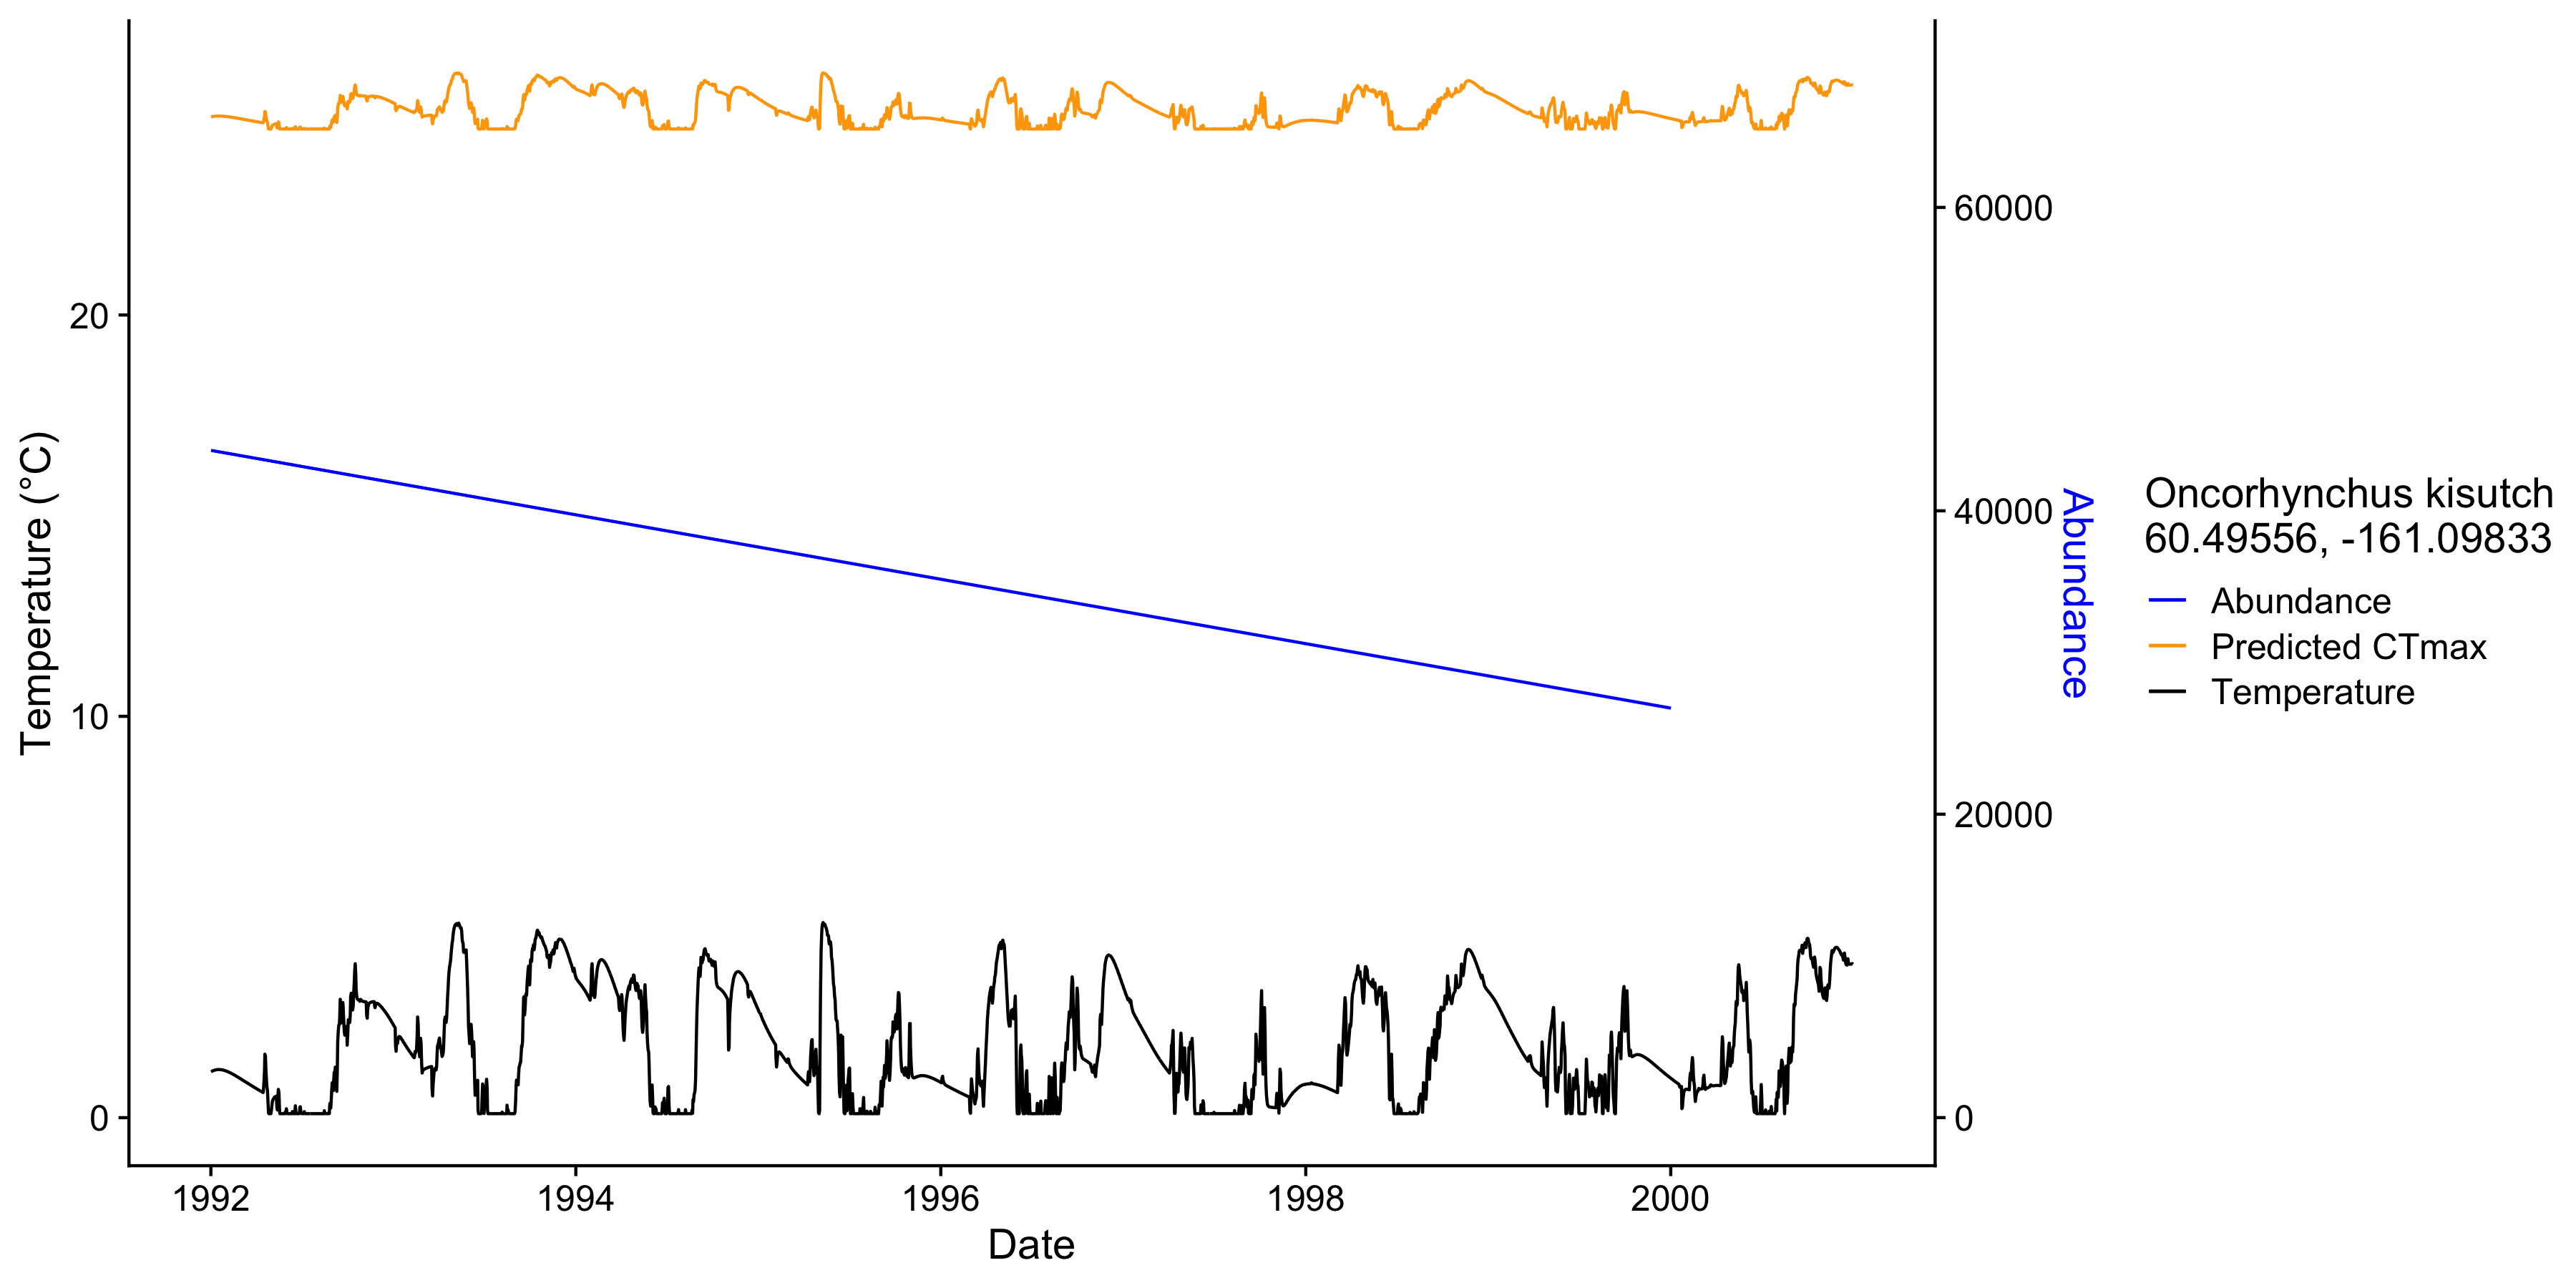 Temperature (°C)
20
10
0
1992
1994
1996
1998
2000
Date
60000
40000
20000
0
Abundance
Oncorhynchus kisutch
60.49556, -161.09833
Abundance
Predicted CTmax
Temperature